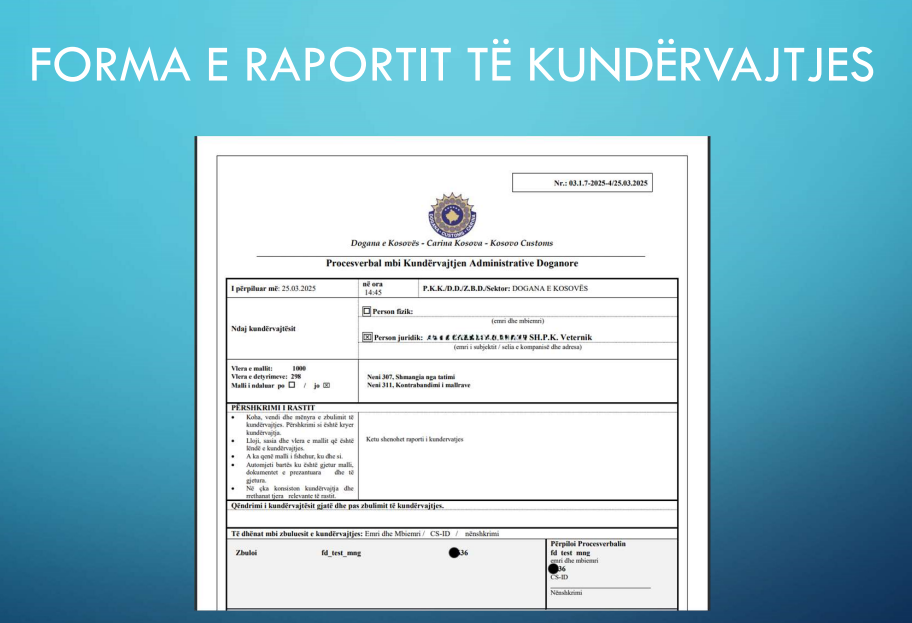 FORMA E RAPORTIT TË KUNDËRVAJTJES
Nr.: 03.1.7-2025-4/25.03.2025
Dogana e Kosovës - Carina Kosova - Kosovo Customs
Procesverbal mbi Kundërvajtjen Administrative Doganore
I përpiluar më: 25.03.2025
në ora
14:45
P.K.K./D.D./Z.B.D./Sektor: DOGANA E KOSOVËS
Ndaj kundërvajtësit
Person fizik:
(emri dhe mbiemri)
Person juridik: SH.P.K. Veternik
(emri i subjektit / selia e kompanisë dhe adresa)
Vlera e mallit: 1000
Vlera e detyrimeve: 298
Malli i ndaluar po / jo
Neni 307, Shmangia nga tatimi
Neni 311, Kontrabandimi i mallrave
PËRSHKRIMI I RASTIT
• Koha, vendi dhe mënyra e zbulimit të
kundërvajtjes. Përshkrimi si është kryer
kundërvajtja.
• Lloji, sasia dhe vlera e mallit që është
lëndë e kundërvajtjes.
• A ka qenë malli i fshehur, ku dhe si.
• Automjeti bartës ku është gjetur malli,
dokumentet e prezantuara dhe të
gjetura.
• Në çka konsiston kundërvajtja dhe
rrethanat tjera relevante të rastit.
Ketu shenohet raporti i kundervatjes
Qëndrimi i kundërvajtësit gjatë dhe pas zbulimit të kundërvajtjes.
Të dhënat mbi zbuluesit e kundërvajtjes: Emri dhe Mbiemri / CS-ID / nënshkrimi
Zbuloi fd_test_mng 36
Përpiloi Procesverbalin
fd test mng
emri dhe mbiemri
36
CS-ID
Nënshkrimi